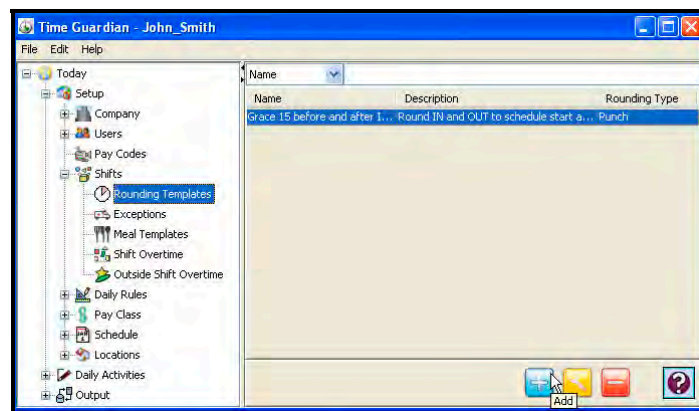 Time Guardian - John_Smith
File Edit Help
Today
Setup
Company
Users
Pay Codes
Shifts
Rounding Templates
Exceptions
Meal Templates
Shift Overtime
Outside Shift Overtime
Daily Rules
Pay Class
Schedule
Locations
Daily Activities
Output
Name
Name Description Rounding Type
Grace 15 before and after I... Round IN and OUT to schedule start a... Punch
Add